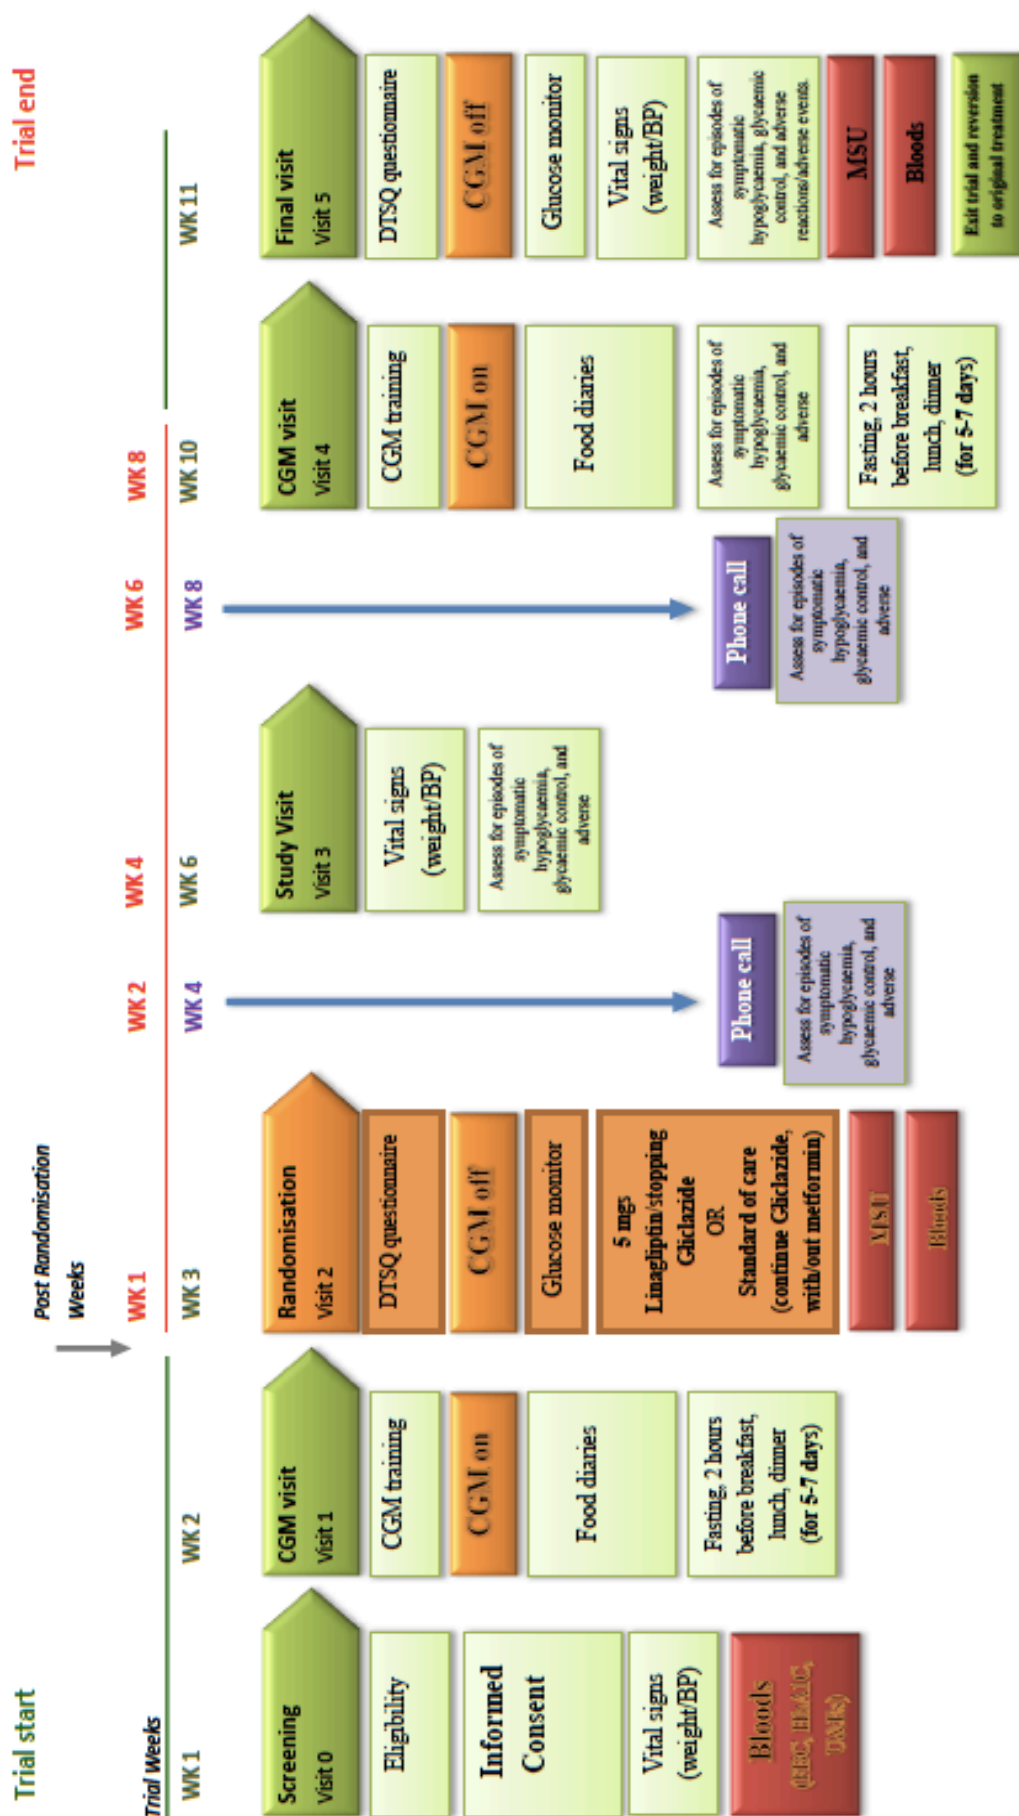 Trial start
Trial end
Post Randomisation
Weeks
Trial Weeks
WK 1
WK 2
WK 4
WK 6
WK 8
WK 1
WK 2
WK 3
WK 4
WK 6
WK 8
WK 10
WK 11
Screening
Visit 0
Eligibility
Informed
Consent
Vital signs
(weight/BP)
Bloods
CGM visit
Visit 1
CGM training
CGM on
Food diaries
Fasting, 2 hours
before breakfast,
lunch, dinner
(for 5-7 days)
Randomisation
Visit 2
DTSQ questionnaire
CGM off
Glucose monitor
5 mgs
Linagliptin/stopping
Gliclazide
OR
Standard of care
(continue Gliclazide,
with/out metformin)
MSU
Bloods
Phone call
Assess for episodes of
symptomatic
hypoglycaemia,
glycaemic control, and
adverse
Study Visit
Visit 3
Vital signs
(weight/BP)
Assess for episodes of
symptomatic
hypoglycaemia,
glycaemic control, and
adverse
Phone call
Assess for episodes of
symptomatic
hypoglycaemia,
glycaemic control, and
adverse
CGM visit
Visit 4
CGM training
CGM on
Food diaries
Assess for episodes of
symptomatic
hypoglycaemia,
glycaemic control, and
adverse
Fasting, 2 hours
before breakfast,
lunch, dinner
(for 5-7 days)
Final visit
Visit 5
DTSQ questionnaire
CGM off
Glucose monitor
Vital signs
(weight/BP)
Assess for episodes of
symptomatic
hypoglycaemia, glycaemic
control, and adverse
reactions/adverse events.
MSU
Bloods
Exit trial and reversion
to original treatment